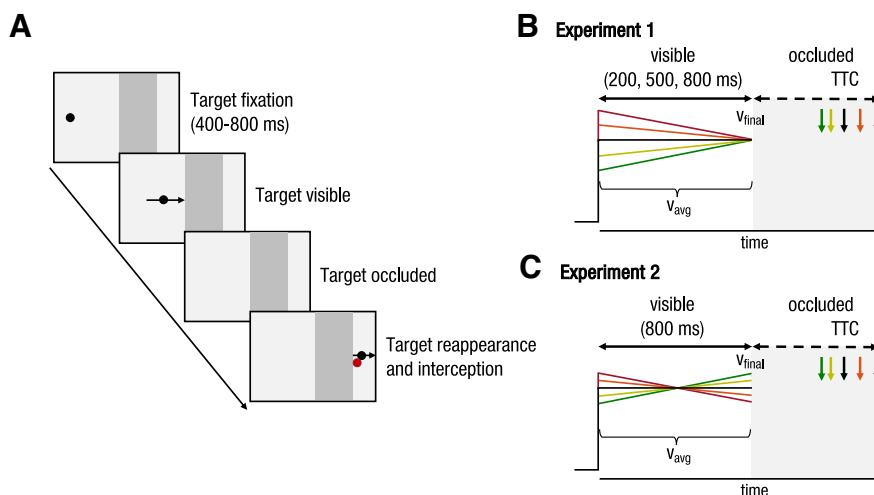 A
Target fixation
(400-800 ms)
Target visible
Target occluded
Target reappearance
and interception
B Experiment 1
visible
(200, 500, 800 ms)
occluded
TTC
vfinal
vavg
time
C Experiment 2
visible
(800 ms)
occluded
TTC
vfinal
vavg
time